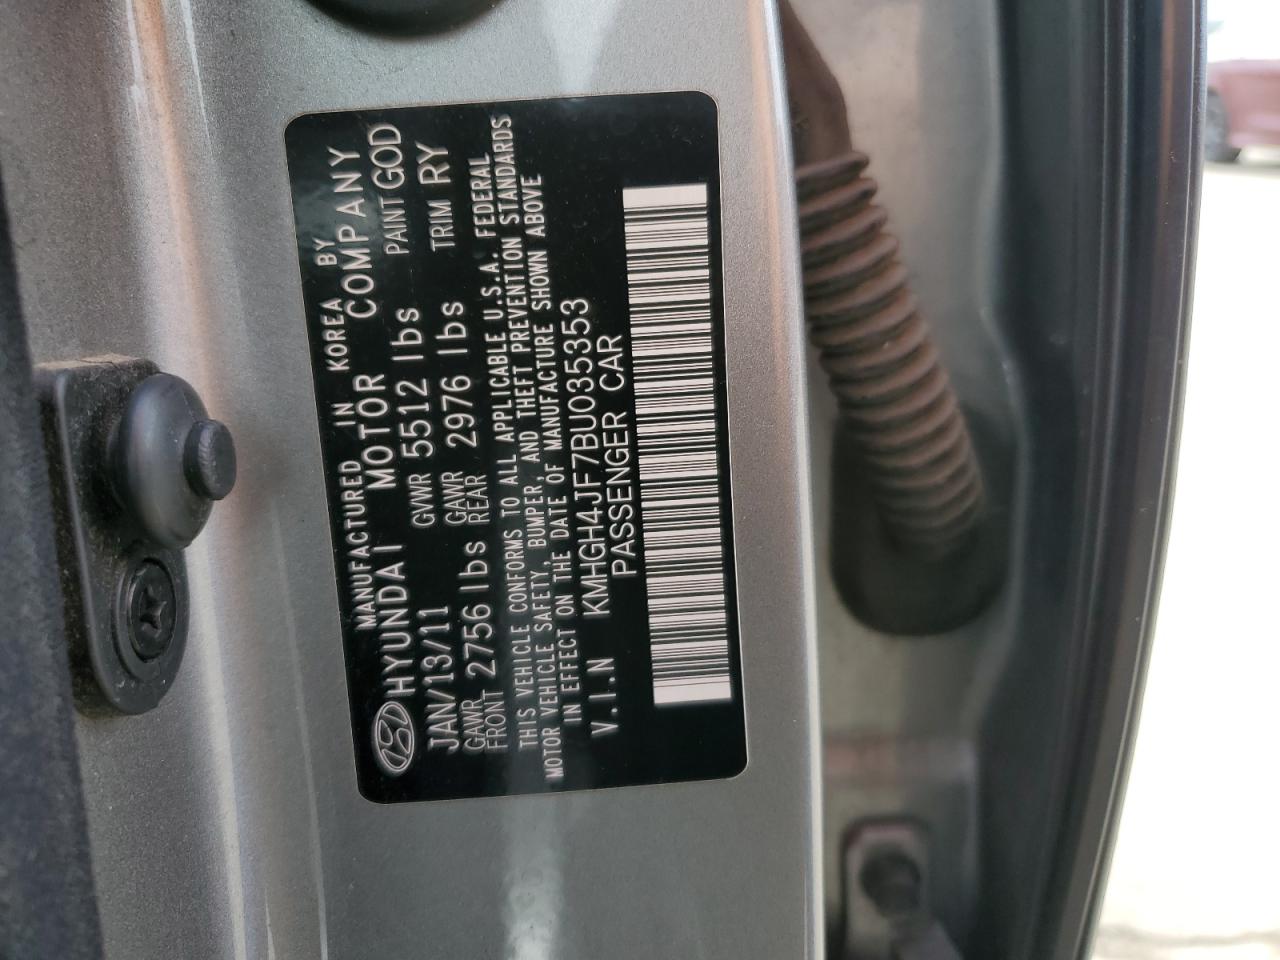 MANUFACTURED IN KOREA BY
HYUNDAI MOTOR COMPANY
JAN/13/11 GVWR 5512 lbs PAINT GOD
GAWR FRONT 2756 lbs GAWR REAR 2976 lbs TRIM RY
THIS VEHICLE CONFORMS TO ALL APPLICABLE U.S.A. FEDERAL
MOTOR VEHICLE SAFETY, BUMPER, AND THEFT PREVENTION STANDARDS
IN EFFECT ON THE DATE OF MANUFACTURE SHOWN ABOVE
V.I.N KMHGH4JF7BU035353
PASSENGER CAR